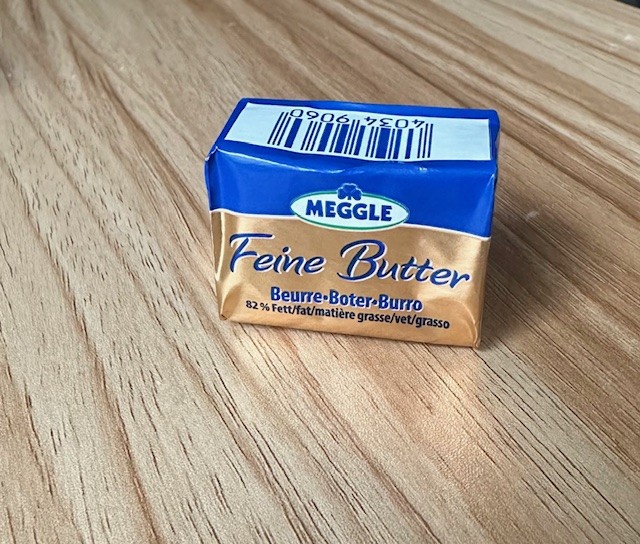 4034 9060
MEGGLE
Feine Butter
Beurre•Boter•Burro
82 % Fett/fat/matière grasse/vet/grasso